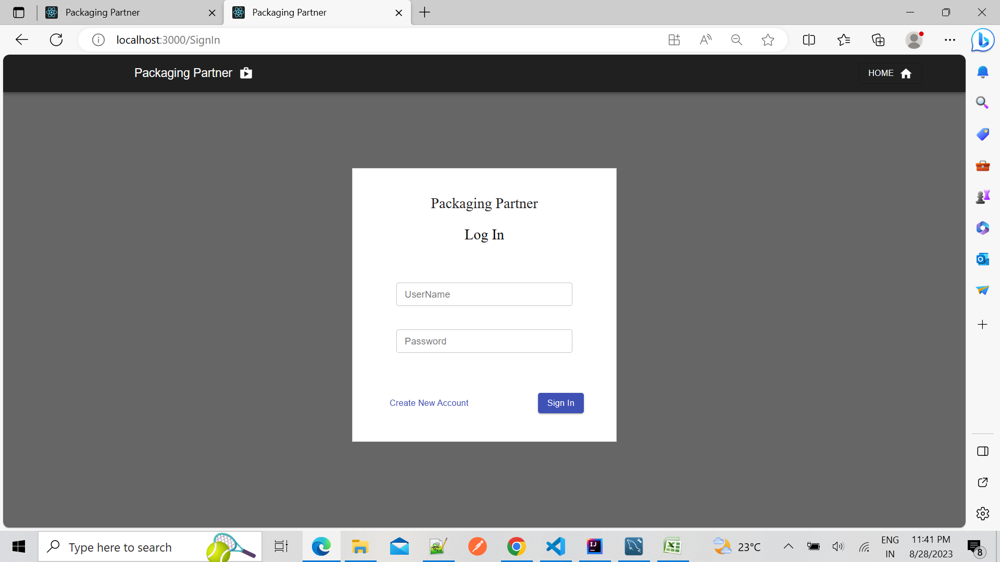 Packaging Partner
Packaging Partner
localhost:3000/SignIn
Packaging Partner
HOME
Packaging Partner
Log In
UserName
Password
Create New Account
Sign In
Type here to search
23°C
ENG
IN
11:41 PM
8/28/2023
8